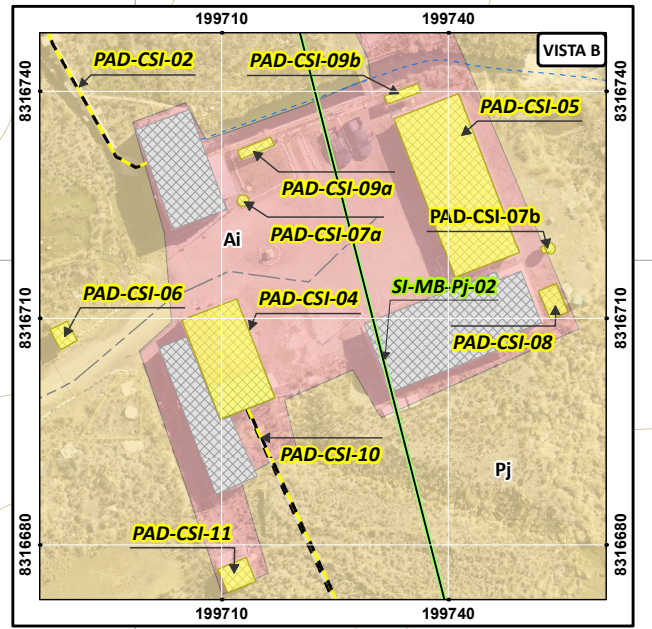 199710
199740
VISTA B
PAD-CSI-02
PAD-CSI-09b
8316740
8316740
PAD-CSI-05
PAD-CSI-09a
PAD-CSI-07b
PAD-CSI-07a
Ai
SI-MB-Pj-02
PAD-CSI-06
PAD-CSI-04
8316710
8316710
PAD-CSI-08
PAD-CSI-10
Pj
PAD-CSI-11
8316680
8316680
199710
199740